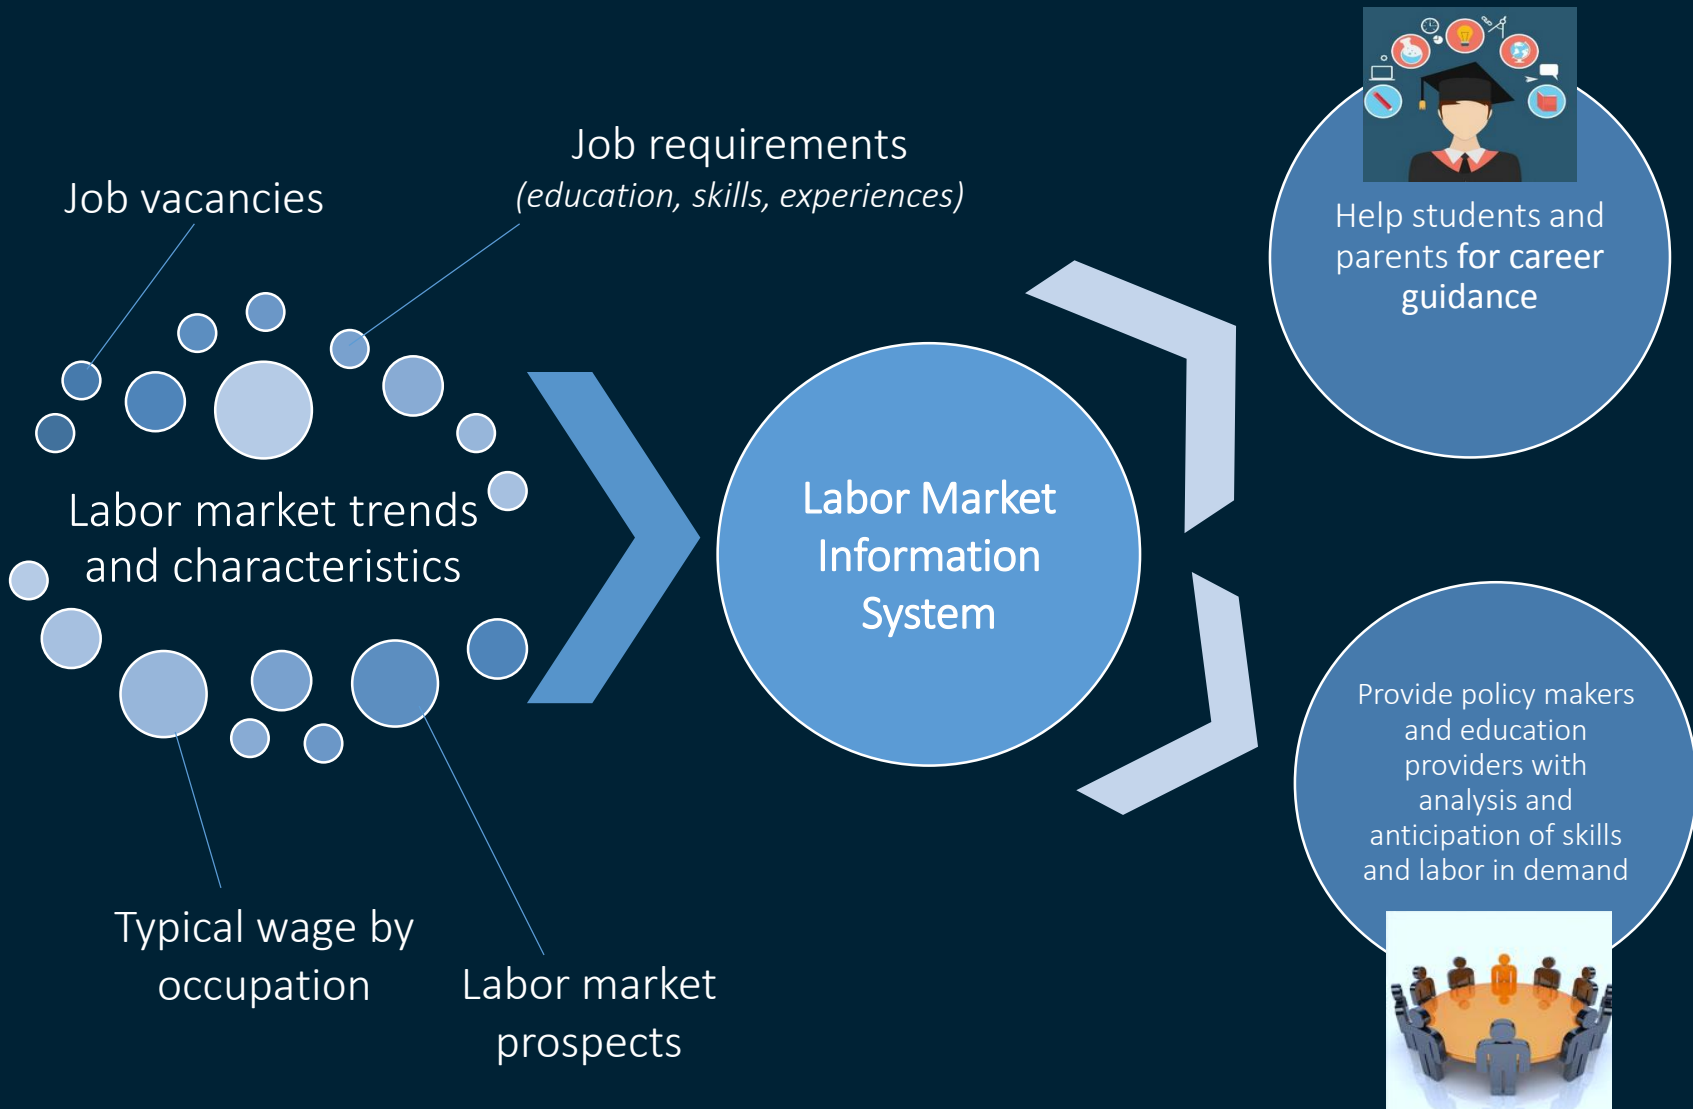 Job vacancies
Job requirements
(education, skills, experiences)
Labor market trends
and characteristics
Typical wage by
occupation
Labor market
prospects
Labor Market
Information
System
Help students and
parents for career
guidance
Provide policy makers
and education
providers with
analysis and
anticipation of skills
and labor in demand